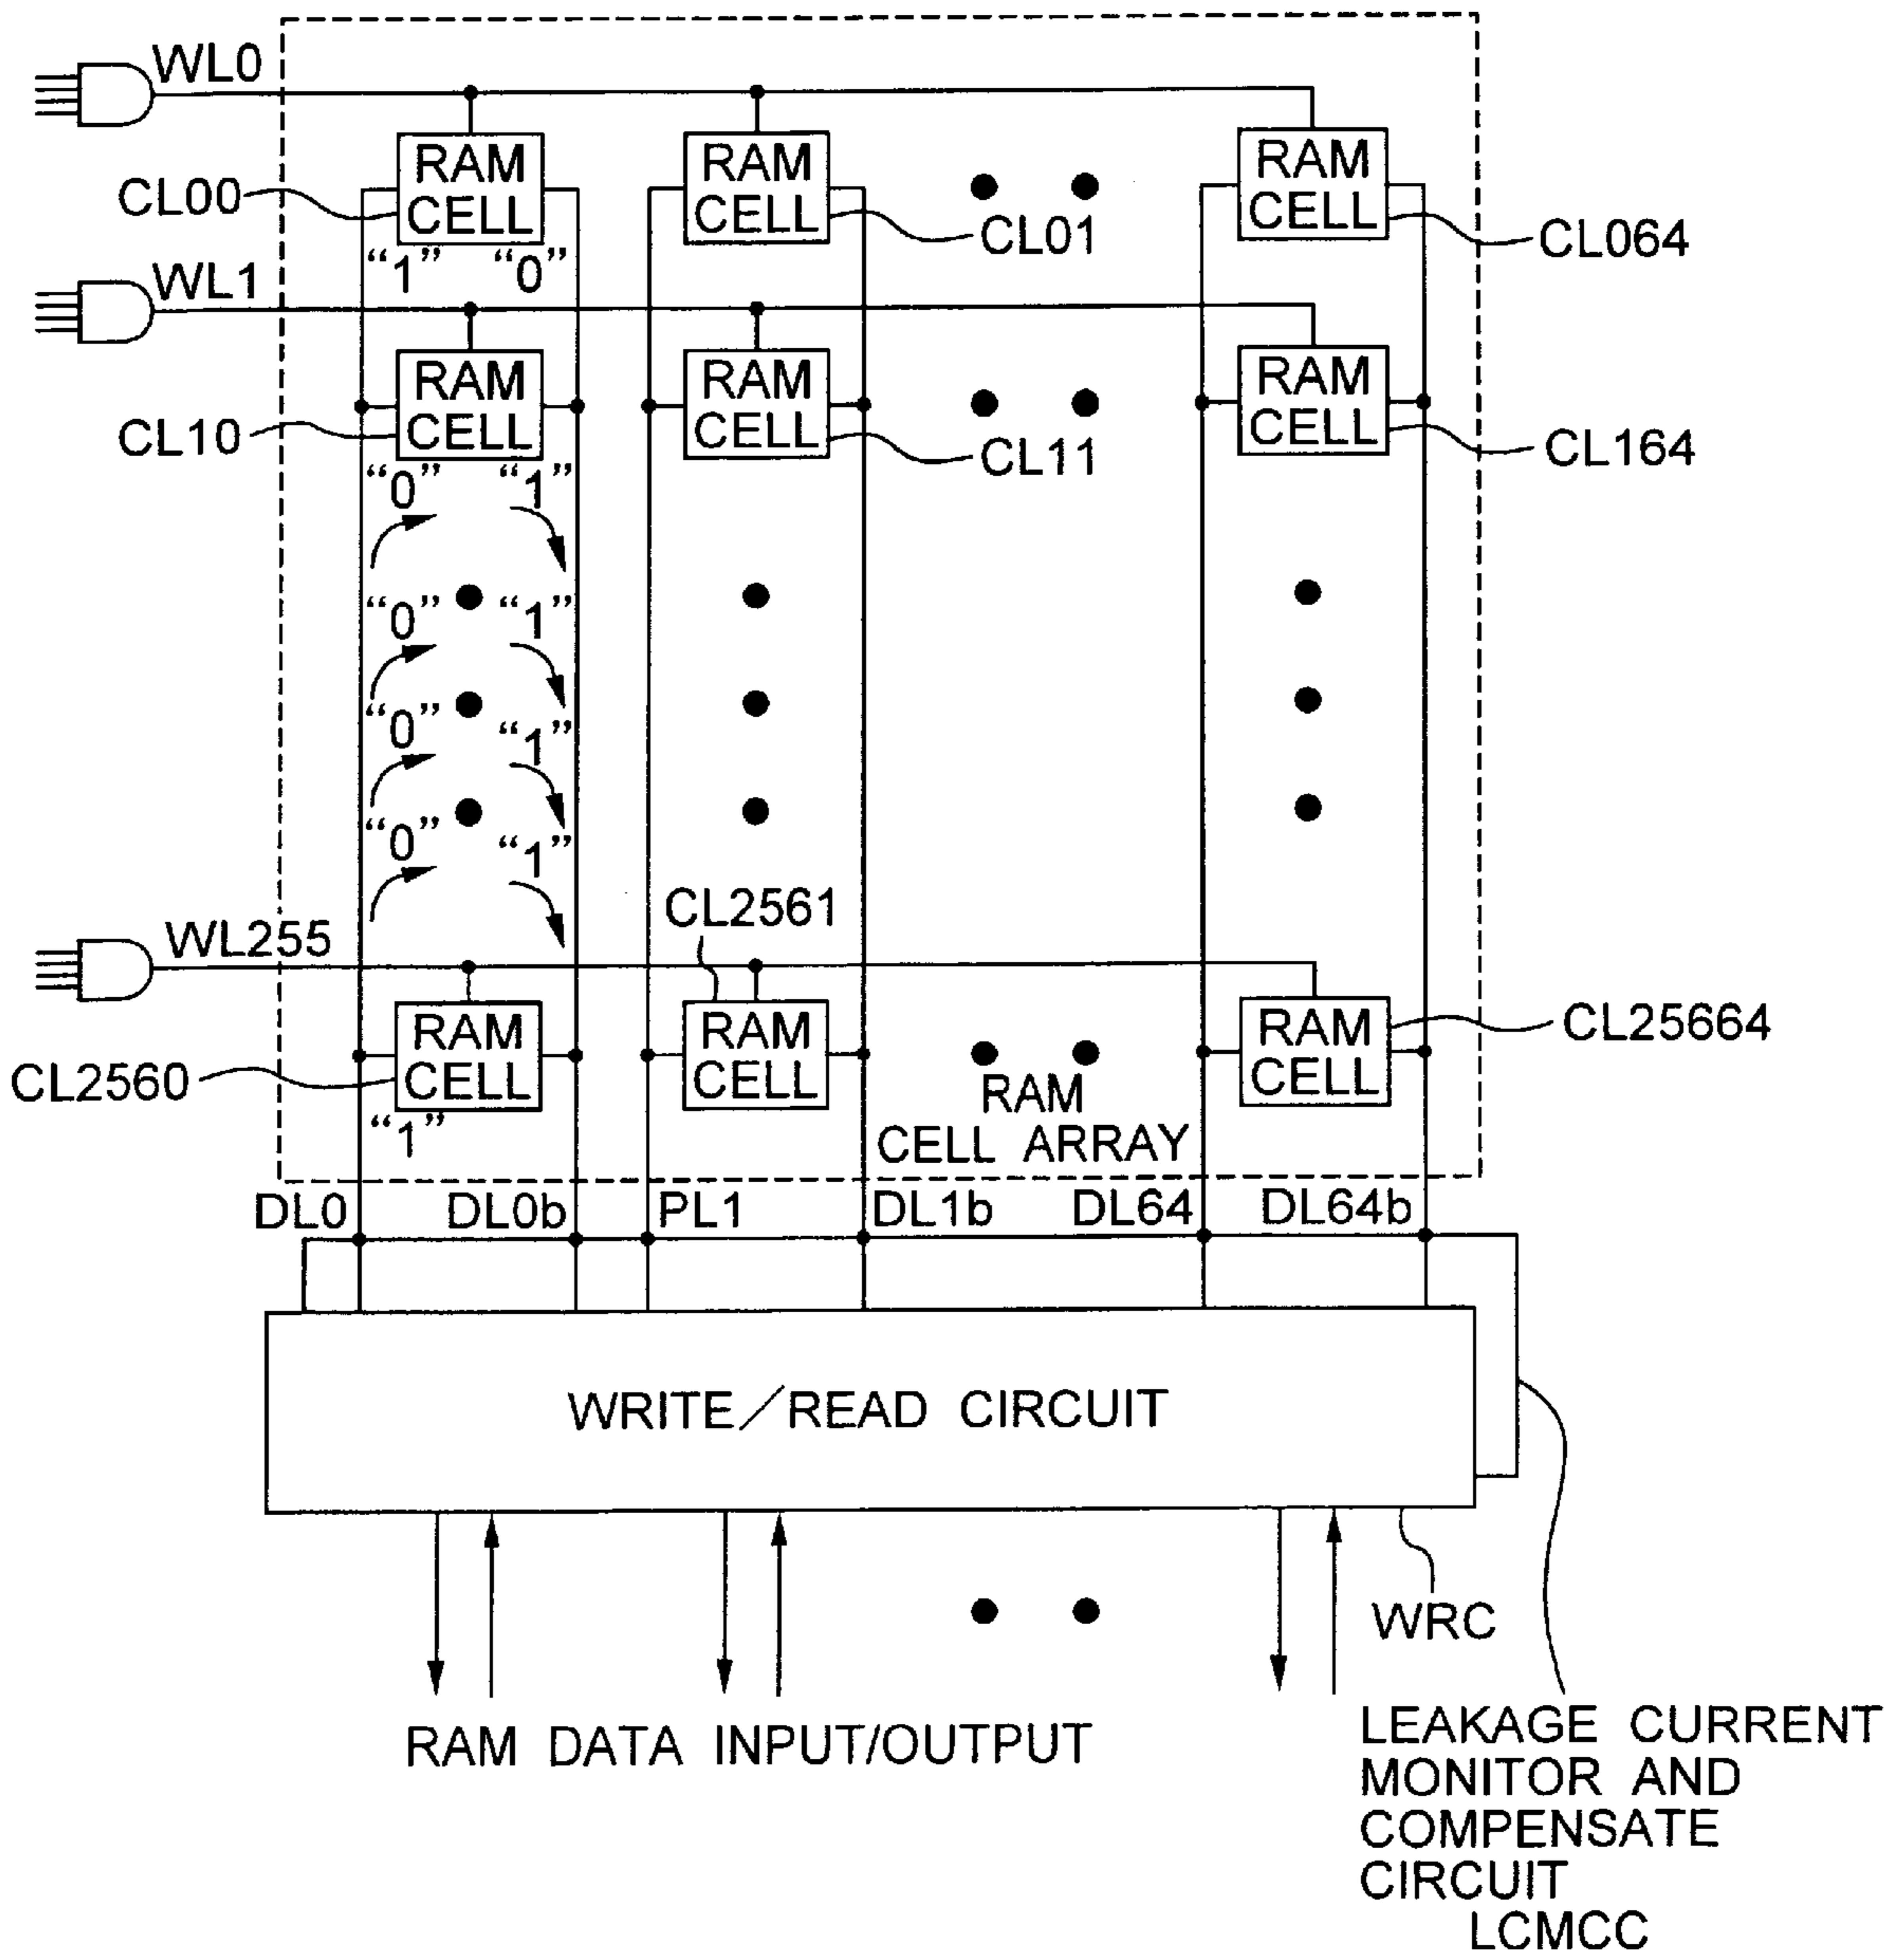 WL0
RAM
CELL
RAM
CELL
RAM
CELL
CL00
CL01
CL064
“1” “0”
WL1
RAM
CELL
RAM
CELL
RAM
CELL
CL10
CL11
CL164
“0” “1”
“0” “1”
“0” “1”
“0” “1”
CL2561
WL255
RAM
CELL
RAM
CELL
RAM
CELL
CL25664
CL2560
“1”
RAM
CELL ARRAY
DL0 DL0b PL1 DL1b DL64 DL64b
WRITE/READ CIRCUIT
WRC
RAM DATA INPUT/OUTPUT
LEAKAGE CURRENT
MONITOR AND
COMPENSATE
CIRCUIT
LCMCC